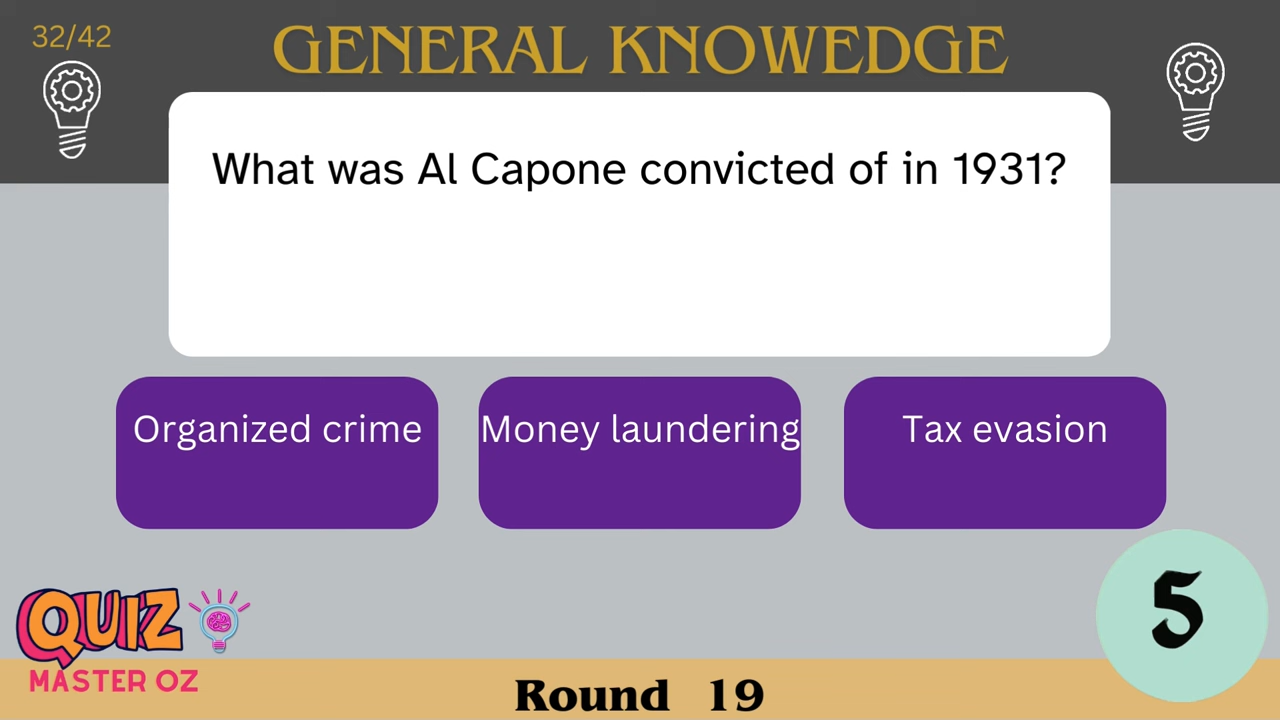 32/42
GENERAL KNOWEDGE
What was Al Capone convicted of in 1931?
Organized crime
Money laundering
Tax evasion
5
QUIZ
MASTER OZ
Round 19